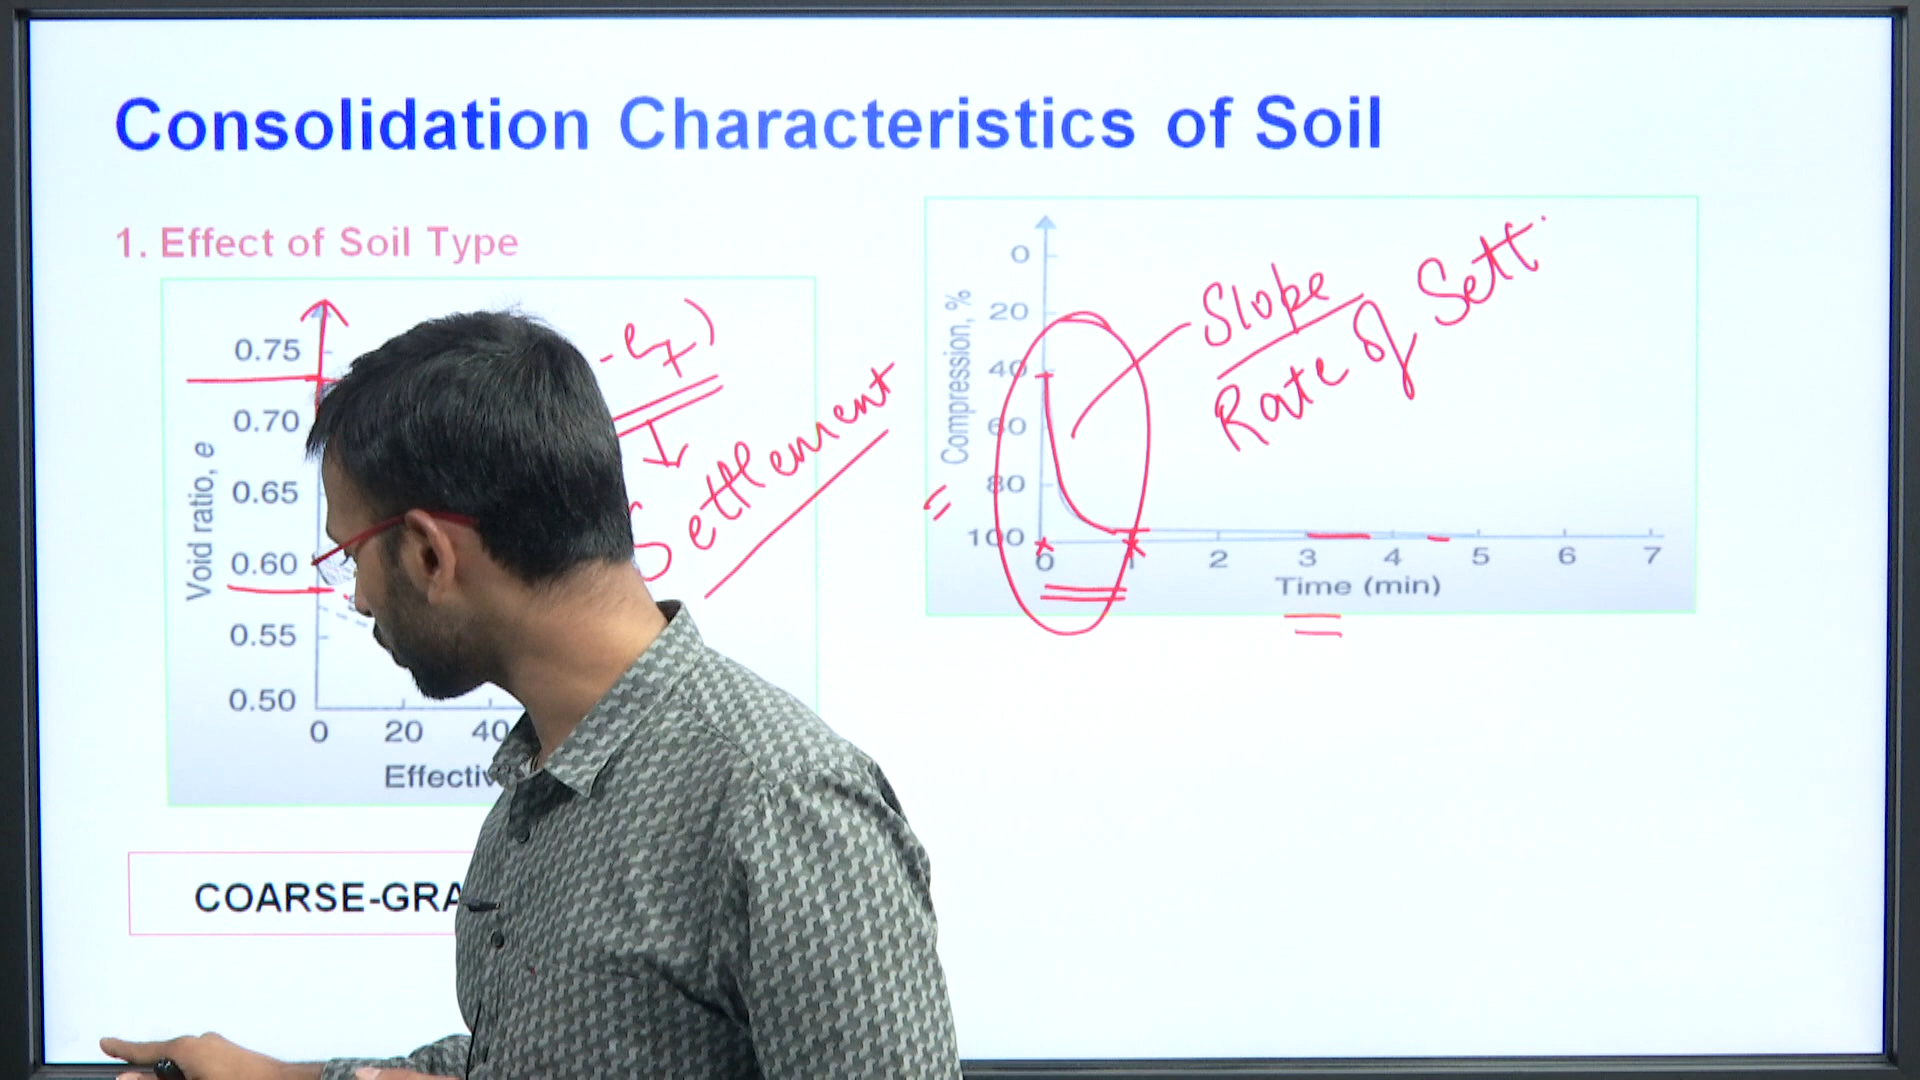 Consolidation Characteristics of Soil
1. Effect of Soil Type
0.75
0.70
0.65
0.60
0.55
0.50
Void ratio, e
0 20 40
Effectiv
- ef)
Settlement
COARSE-GRA
0
20
40
60
80
100
Compression, %
0 1 2 3 4 5 6 7
Time (min)
Slope
Rate of Sett.